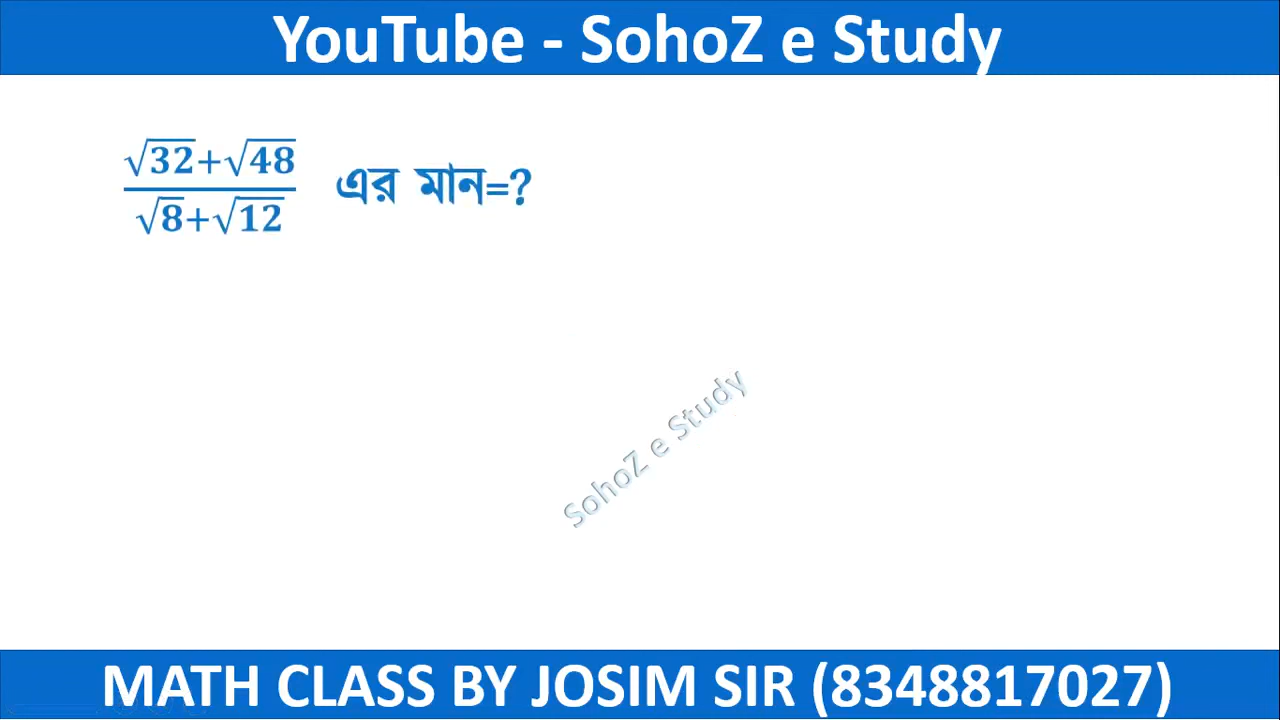 YouTube - SohoZ e Study
√32+√48
√8+√12
এর মান=?
SohoZ e Study
MATH CLASS BY JOSIM SIR (8348817027)